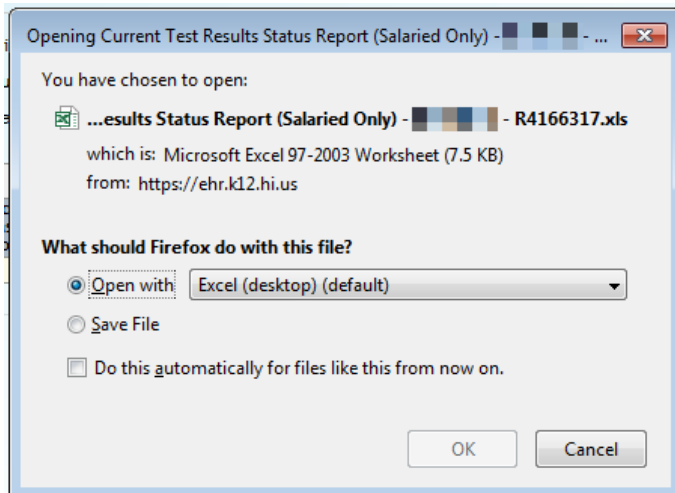 Opening Current Test Results Status Report (Salaried Only) - - ...
You have chosen to open:
...esults Status Report (Salaried Only) - - R4166317.xls
which is: Microsoft Excel 97-2003 Worksheet (7.5 KB)
from: https://ehr.k12.hi.us
What should Firefox do with this file?
Open with Excel (desktop) (default)
Save File
Do this automatically for files like this from now on.
OK Cancel